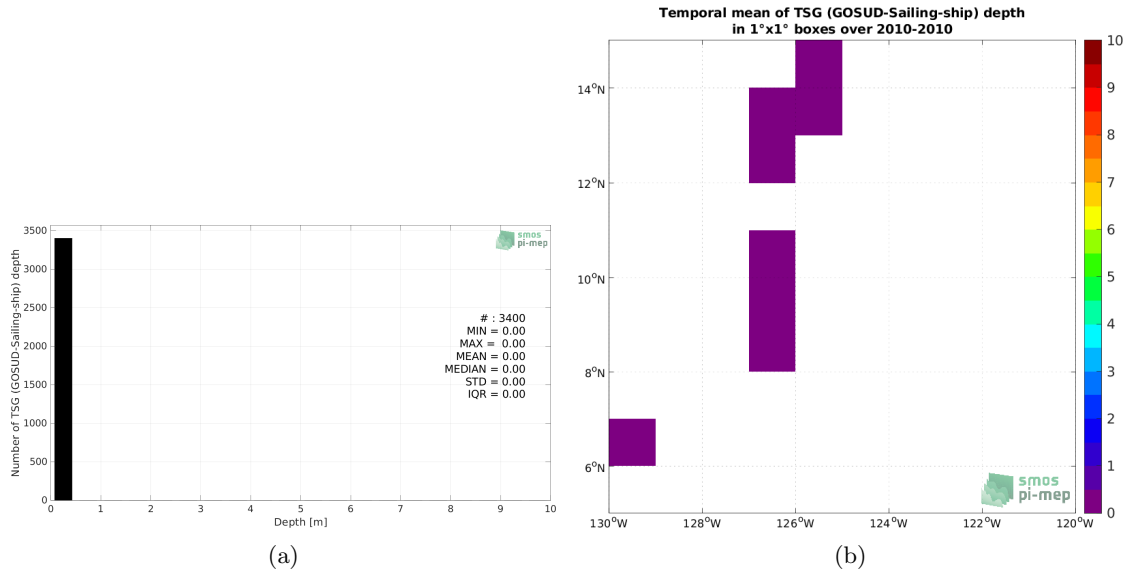 Number of TSG (GOSUD-Sailing-ship) depth
3500
3000
2500
2000
1500
1000
500
0
smos
pi-mep
# : 3400
MIN = 0.00
MAX = 0.00
MEAN = 0.00
MEDIAN = 0.00
STD = 0.00
IQR = 0.00
0 1 2 3 4 5 6 7 8 9 10
Depth [m]
(a)
Temporal mean of TSG (GOSUD-Sailing-ship) depth
in 1°x1° boxes over 2010-2010
14°N
12°N
10°N
8°N
6°N
130°W 128°W 126°W 124°W 122°W 120°W
smos
pi-mep
10
9
8
7
6
5
4
3
2
1
0
(b)